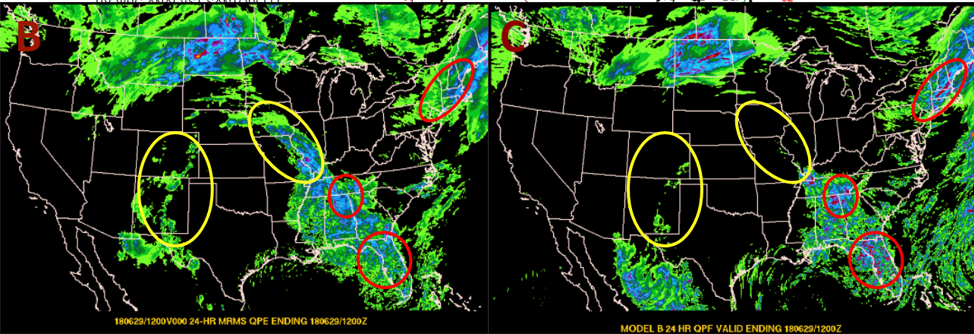 B
C
180629/1200V000 24-HR MRMS QPE ENDING 180629/1200Z
MODEL B 24 HR QPF VALID ENDING 180629/1200Z